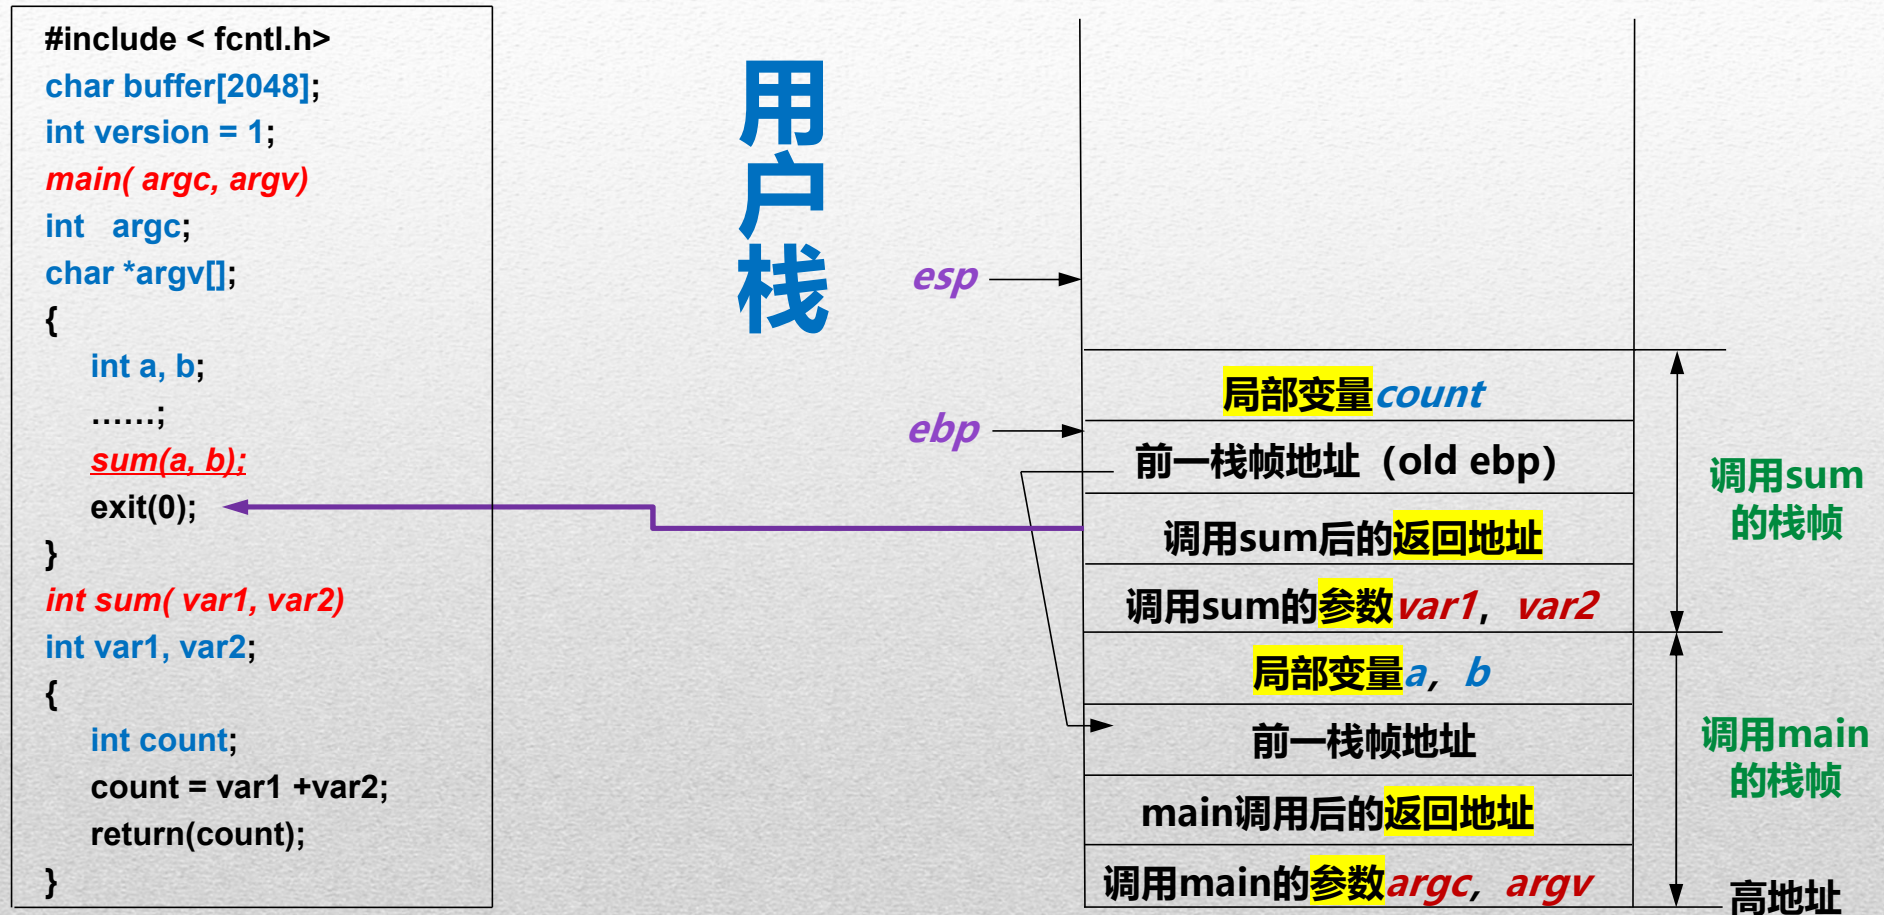 #include < fcntl.h>
char buffer[2048];
int version = 1;
main( argc, argv)
int argc;
char *argv[];
{
int a, b;
……;
sum(a, b);
exit(0);
}
int sum( var1, var2)
int var1, var2;
{
int count;
count = var1 +var2;
return(count);
}
用户栈
esp
ebp
局部变量count
前一栈帧地址（old ebp）
调用sum后的返回地址
调用sum的参数var1，var2
局部变量a，b
前一栈帧地址
main调用后的返回地址
调用main的参数argc，argv
调用sum
的栈帧
调用main
的栈帧
高地址